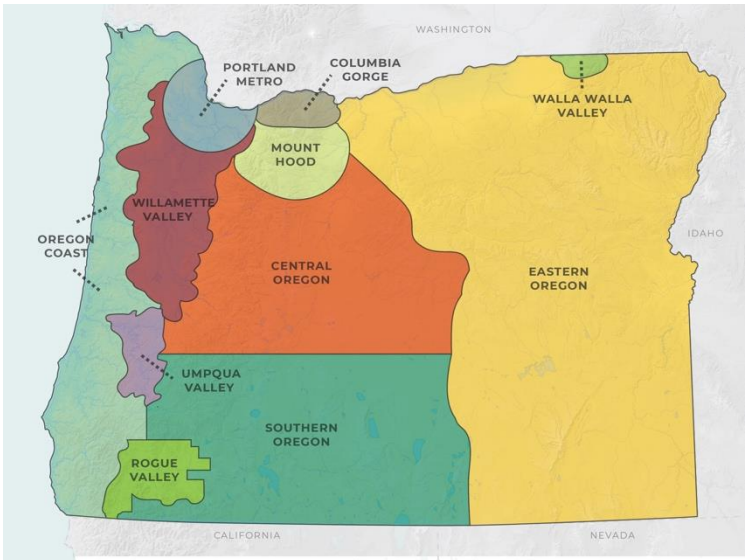 WASHINGTON
PORTLAND
METRO
COLUMBIA
GORGE
WALLA WALLA
VALLEY
MOUNT
HOOD
WILLAMETTE
VALLEY
OREGON
COAST
IDAHO
CENTRAL
OREGON
EASTERN
OREGON
UMPQUA
VALLEY
SOUTHERN
OREGON
ROGUE
VALLEY
CALIFORNIA
NEVADA